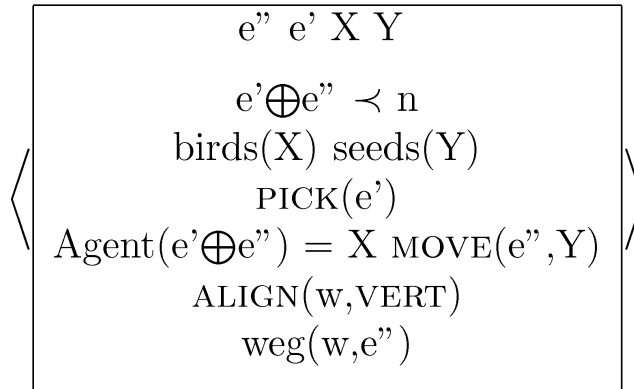 e” e’ X Y
e’⊕e” ≺ n
birds(X) seeds(Y)
PICK(e’)
Agent(e’⊕e”) = X MOVE(e”,Y)
ALIGN(w,VERT)
weg(w,e”)